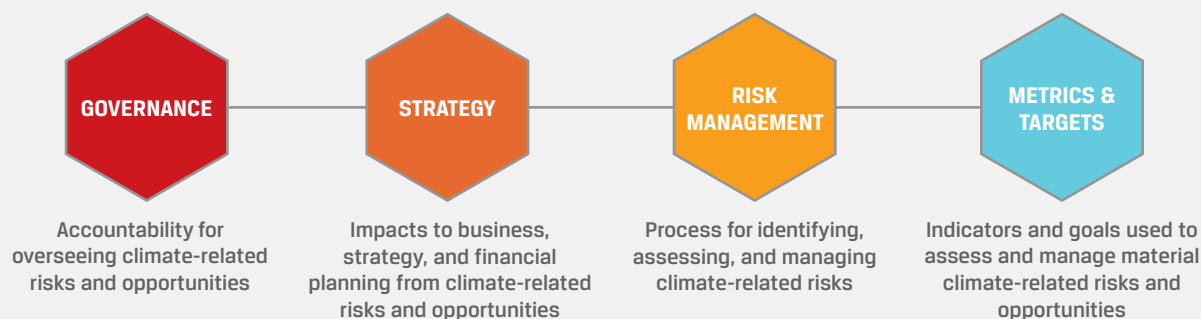 GOVERNANCE
Accountability for
overseeing climate-related
risks and opportunities
STRATEGY
Impacts to business,
strategy, and financial
planning from climate-related
risks and opportunities
RISK
MANAGEMENT
Process for identifying,
assessing, and managing
climate-related risks
METRICS &
TARGETS
Indicators and goals used to
assess and manage material
climate-related risks and
opportunities